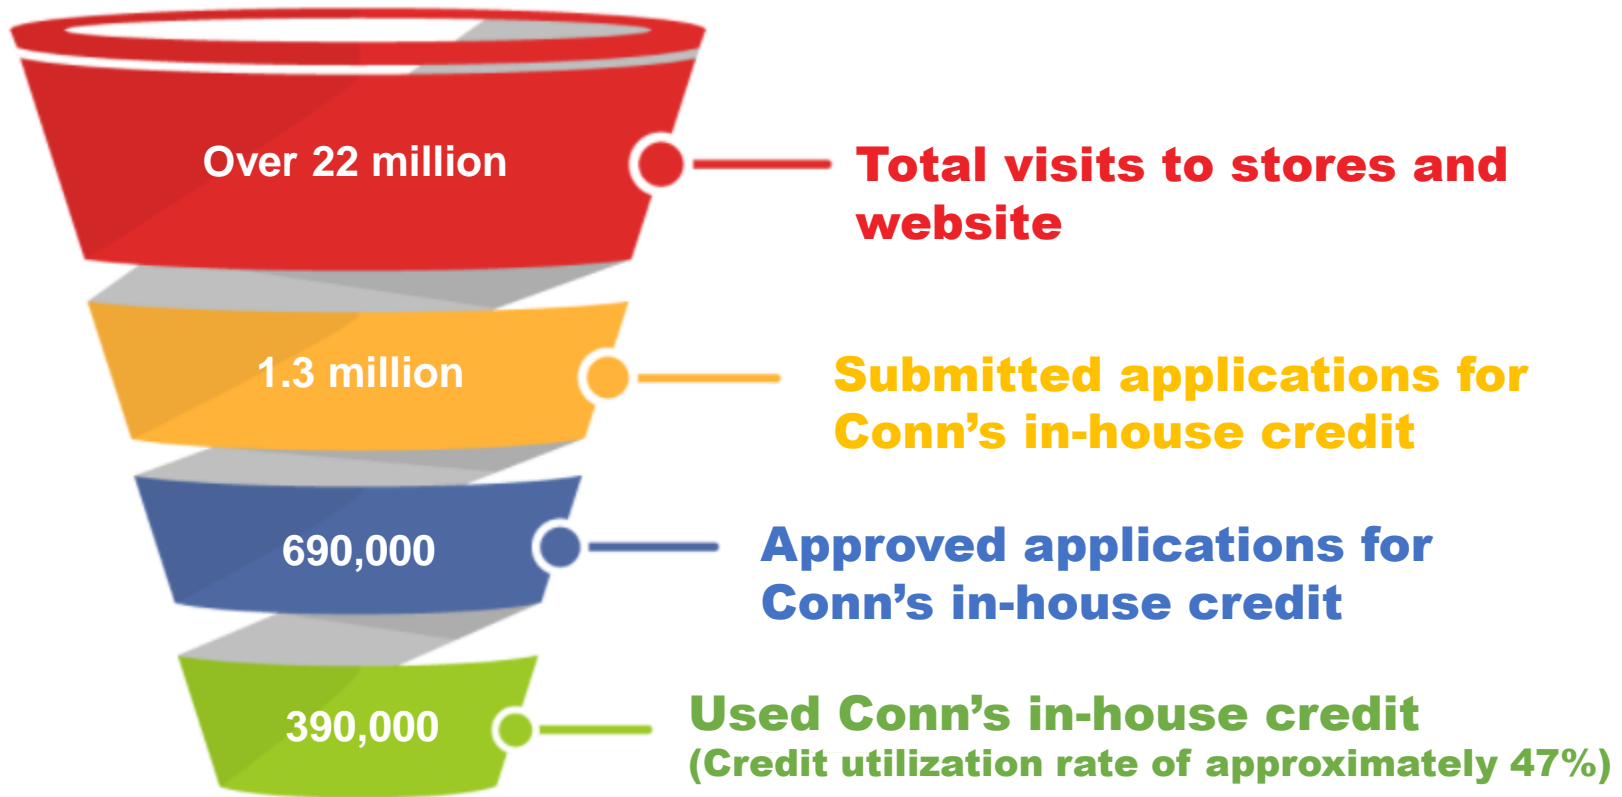 Over 22 million
Total visits to stores and
website
1.3 million
Submitted applications for
Conn’s in-house credit
690,000
Approved applications for
Conn’s in-house credit
390,000
Used Conn’s in-house credit
(Credit utilization rate of approximately 47%)